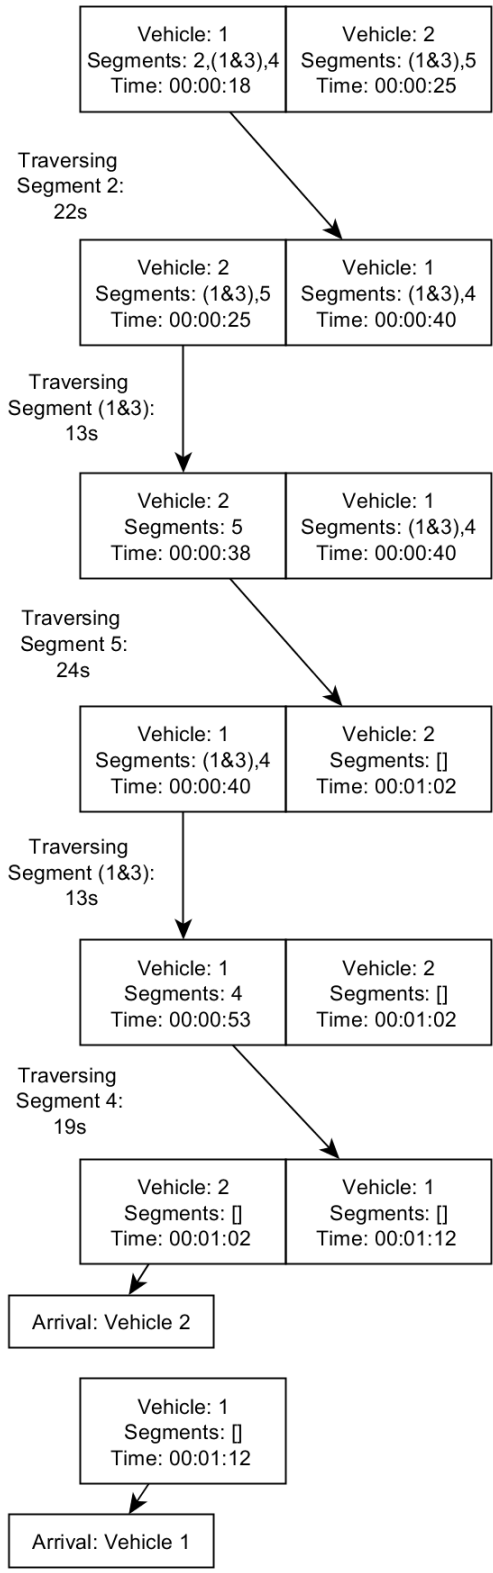 Vehicle: 1
Segments: 2,(1&3),4
Time: 00:00:18
Vehicle: 2
Segments: (1&3),5
Time: 00:00:25
Traversing
Segment 2:
22s
Vehicle: 2
Segments: (1&3),5
Time: 00:00:25
Vehicle: 1
Segments: (1&3),4
Time: 00:00:40
Traversing
Segment (1&3):
13s
Vehicle: 2
Segments: 5
Time: 00:00:38
Vehicle: 1
Segments: (1&3),4
Time: 00:00:40
Traversing
Segment 5:
24s
Vehicle: 1
Segments: (1&3),4
Time: 00:00:40
Vehicle: 2
Segments: []
Time: 00:01:02
Traversing
Segment (1&3):
13s
Vehicle: 1
Segments: 4
Time: 00:00:53
Vehicle: 2
Segments: []
Time: 00:01:02
Traversing
Segment 4:
19s
Vehicle: 2
Segments: []
Time: 00:01:02
Vehicle: 1
Segments: []
Time: 00:01:12
Arrival: Vehicle 2
Vehicle: 1
Segments: []
Time: 00:01:12
Arrival: Vehicle 1